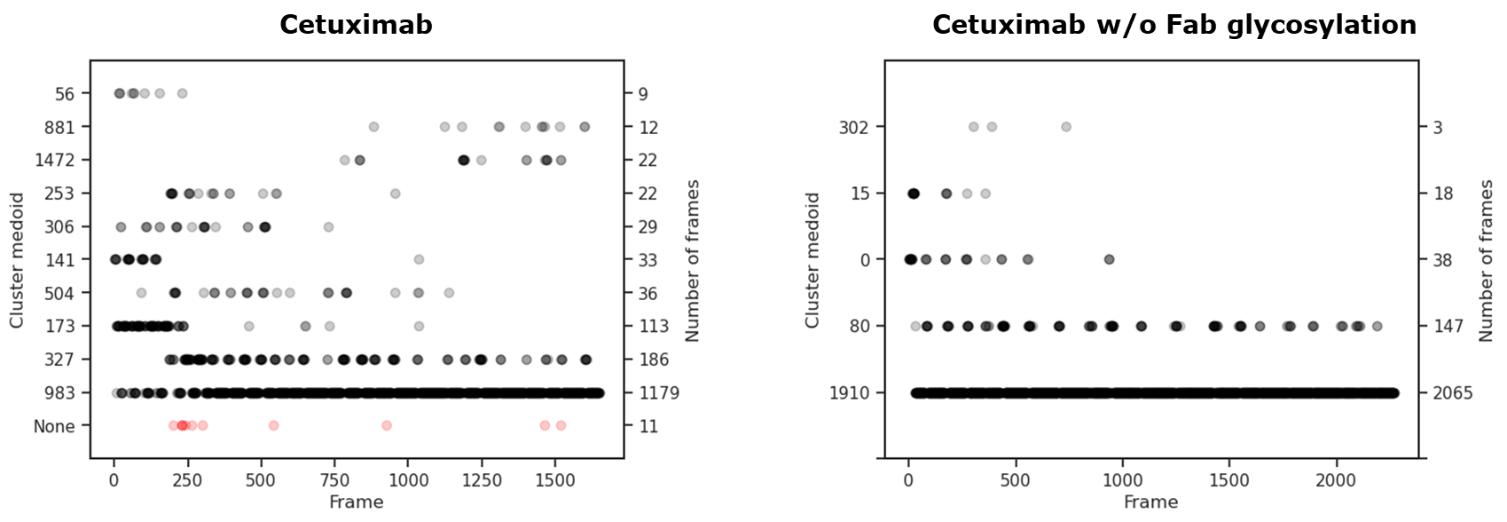 Cetuximab
Cluster medoid
56
881
1472
253
306
141
504
173
327
983
None
9
12
22
22
29
33
36
113
186
1179
11
Number of frames
0 250 500 750 1000 1250 1500
Frame
Cetuximab w/o Fab glycosylation
Cluster medoid
302
15
0
80
1910
3
18
38
147
2065
Number of frames
0 500 1000 1500 2000
Frame